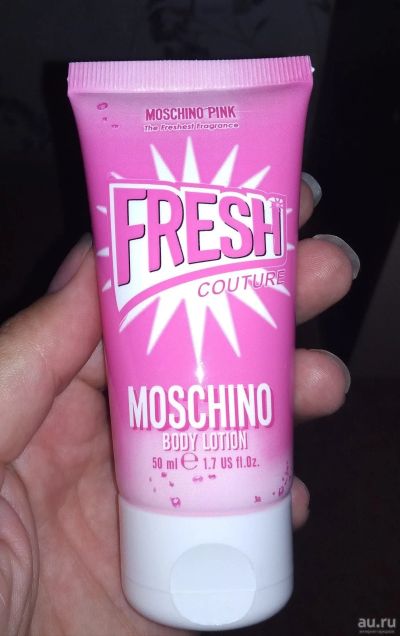 MOSCHINO PINK
The Freshest Fragrance
FRESH
COUTURE
MOSCHINO
BODY LOTION
50 ml ℮ 1.7 US fl.Oz.
au.ru